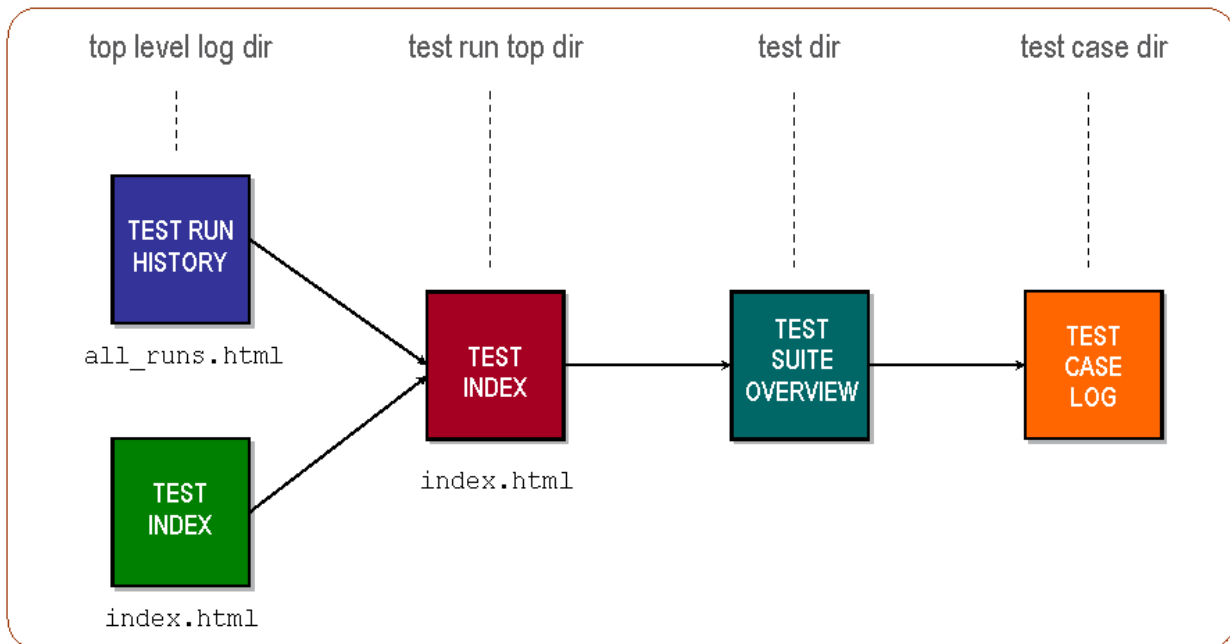 top level log dir
test run top dir
test dir
test case dir
TEST RUN
HISTORY
all_runs.html
TEST
INDEX
index.html
TEST
INDEX
index.html
TEST
SUITE
OVERVIEW
TEST
CASE
LOG